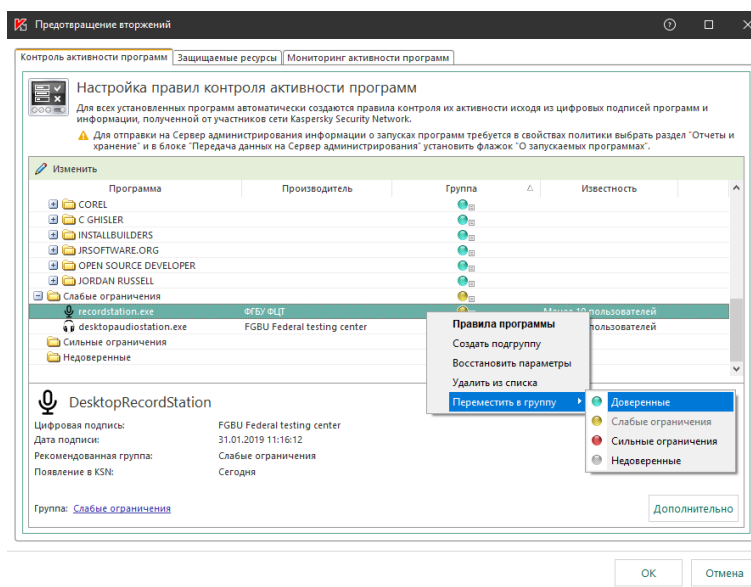 Предотвращение вторжений
Контроль активности программ Защищаемые ресурсы Мониторинг активности программ
Настройка правил контроля активности программ
Для всех установленных программ автоматически создаются правила контроля их активности исходя из цифровых подписей программ и
информации, полученной от участников сети Kaspersky Security Network.
Для отправки на Сервер администрирования информации о запусках программ требуется в свойствах политики выбрать раздел "Отчеты и
хранение" и в блоке "Передача данных на Сервер администрирования" установить флажок "О запускаемых программах".
Изменить
Программа Производитель Группа Известность
COREL
C GHISLER
INSTALLBUILDERS
JRSOFTWARE.ORG
OPEN SOURCE DEVELOPER
JORDAN RUSSELL
Слабые ограничения
recordstation.exe ФГБУ ФЦТ Менее 10 пользователей
desktopaudiostation.exe FGBU Federal testing center пользователей
Сильные ограничения
Недоверенные
Правила программы
Создать подгруппу
Восстановить параметры
Удалить из списка
Переместить в группу
Доверенные
Слабые ограничения
Сильные ограничения
Недоверенные
DesktopRecordStation
Цифровая подпись: FGBU Federal testing center
Дата подписи: 31.01.2019 11:16:12
Рекомендованная группа: Слабые ограничения
Появление в KSN: Сегодня
Группа: Слабые ограничения
Дополнительно
ОК Отмена